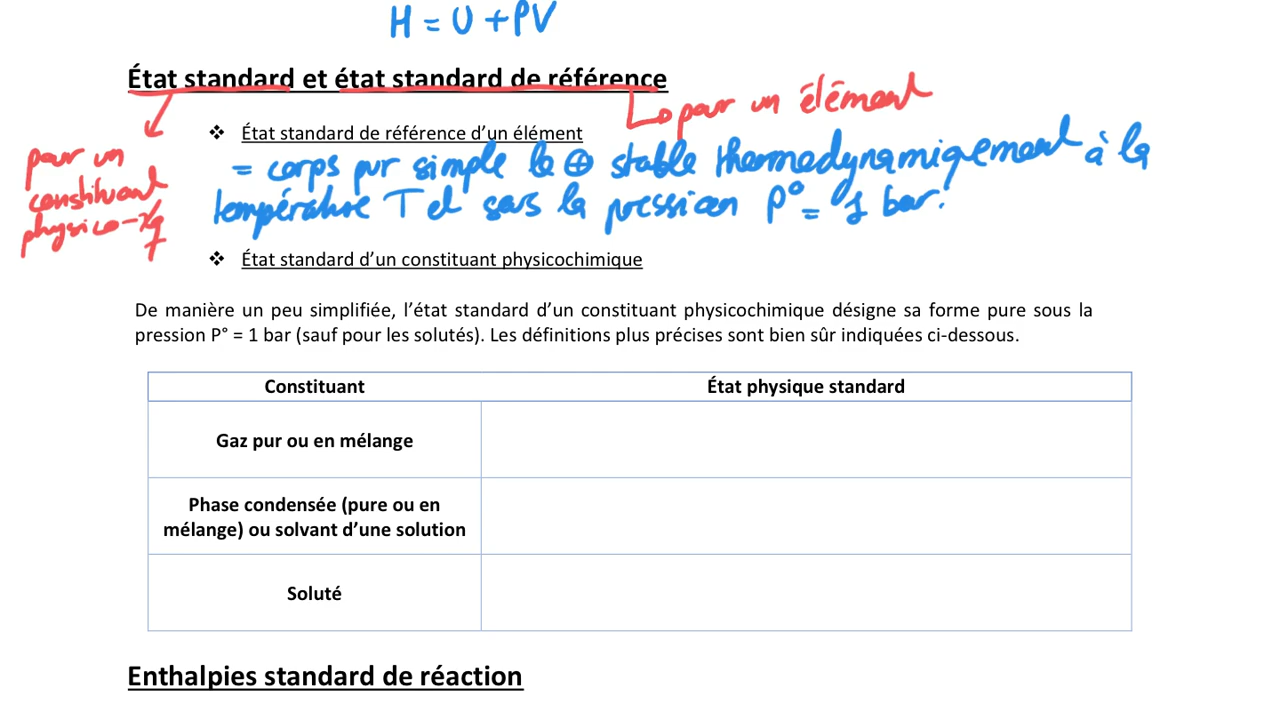 H = U + PV
État standard et état standard de référence
↳ pour un élément
❖ État standard de référence d'un élément
= corps pur simple le ⊕ stable thermodynamiquement à la
température T et sous la pression P° = 1 bar.
pour un
constituant
physico-χq
❖ État standard d'un constituant physicochimique
De manière un peu simplifiée, l'état standard d'un constituant physicochimique désigne sa forme pure sous la
pression P° = 1 bar (sauf pour les solutés). Les définitions plus précises sont bien sûr indiquées ci-dessous.
Constituant État physique standard
Gaz pur ou en mélange
Phase condensée (pure ou en
mélange) ou solvant d'une solution
Soluté
Enthalpies standard de réaction